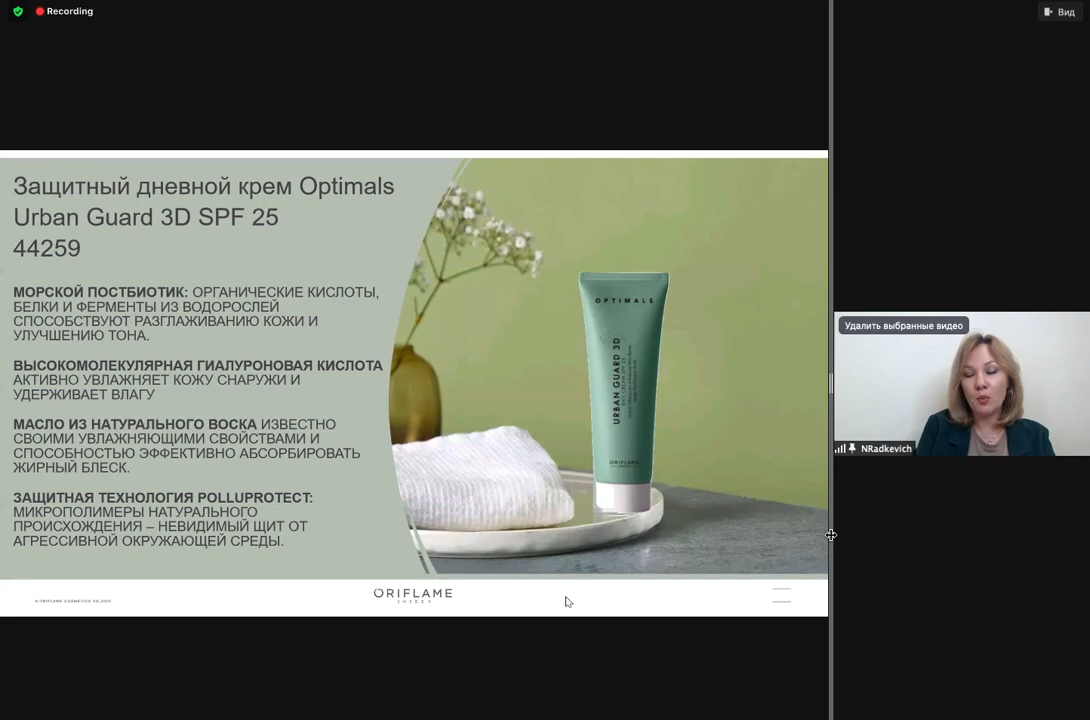 Recording
Вид
Защитный дневной крем Optimals
Urban Guard 3D SPF 25
44259
МОРСКОЙ ПОСТБИОТИК: ОРГАНИЧЕСКИЕ КИСЛОТЫ,
БЕЛКИ И ФЕРМЕНТЫ ИЗ ВОДОРОСЛЕЙ
СПОСОБСТВУЮТ РАЗГЛАЖИВАНИЮ КОЖИ И
УЛУЧШЕНИЮ ТОНА.
ВЫСОКОМОЛЕКУЛЯРНАЯ ГИАЛУРОНОВАЯ КИСЛОТА
АКТИВНО УВЛАЖНЯЕТ КОЖУ СНАРУЖИ И
УДЕРЖИВАЕТ ВЛАГУ
МАСЛО ИЗ НАТУРАЛЬНОГО ВОСКА ИЗВЕСТНО
СВОИМИ УВЛАЖНЯЮЩИМИ СВОЙСТВАМИ И
СПОСОБНОСТЬЮ ЭФФЕКТИВНО АБСОРБИРОВАТЬ
ЖИРНЫЙ БЛЕСК.
ЗАЩИТНАЯ ТЕХНОЛОГИЯ POLLUPROTECT:
МИКРОПОЛИМЕРЫ НАТУРАЛЬНОГО
ПРОИСХОЖДЕНИЯ – НЕВИДИМЫЙ ЩИТ ОТ
АГРЕССИВНОЙ ОКРУЖАЮЩЕЙ СРЕДЫ.
OPTIMALS
URBAN GUARD 3D
ORIFLAME
ORIFLAME
SWEDEN
Удалить выбранные видео
NRadkevich